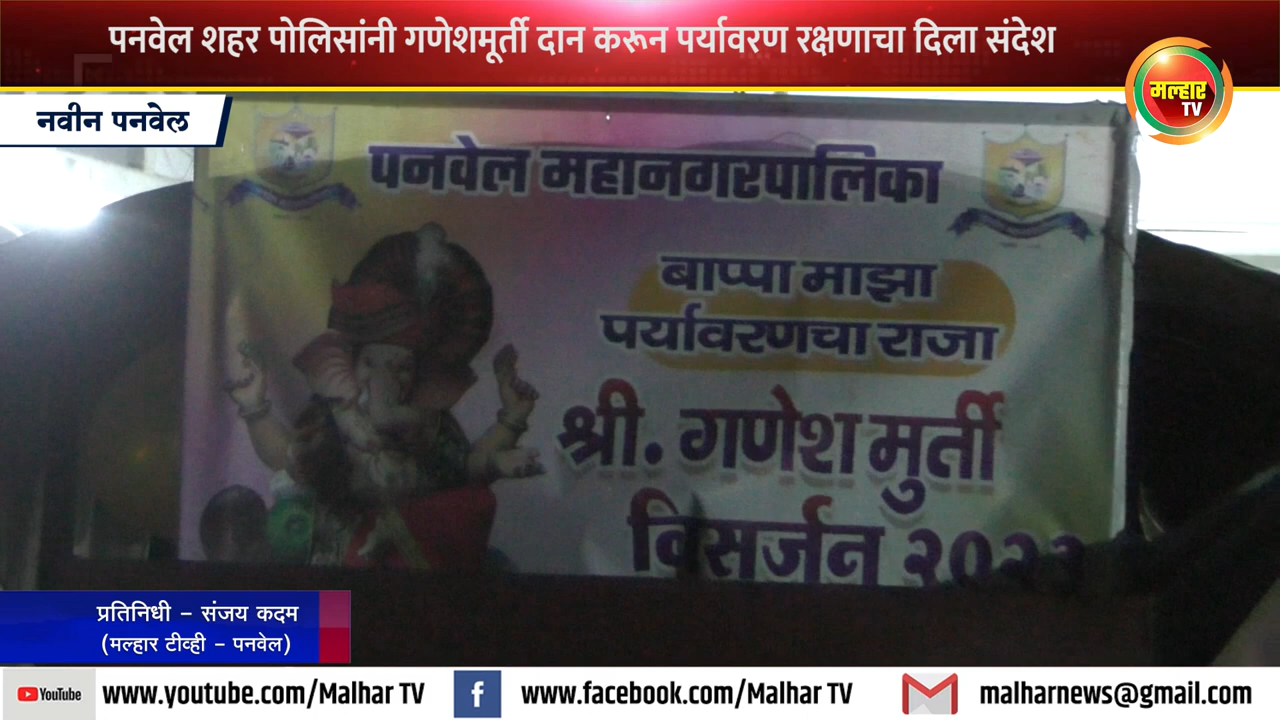 पनवेल शहर पोलिसांनी गणेशमूर्ती दान करून पर्यावरण रक्षणाचा दिला संदेश
मल्हार
TV
नवीन पनवेल
पनवेल महानगरपालिका
बाप्पा माझा
पर्यावरणचा राजा
श्री. गणेश मुर्ती
विसर्जन
प्रतिनिधी - संजय कदम
(मल्हार टीव्ही - पनवेल)
YouTube www.youtube.com/Malhar TV www.facebook.com/Malhar TV malharnews@gmail.com